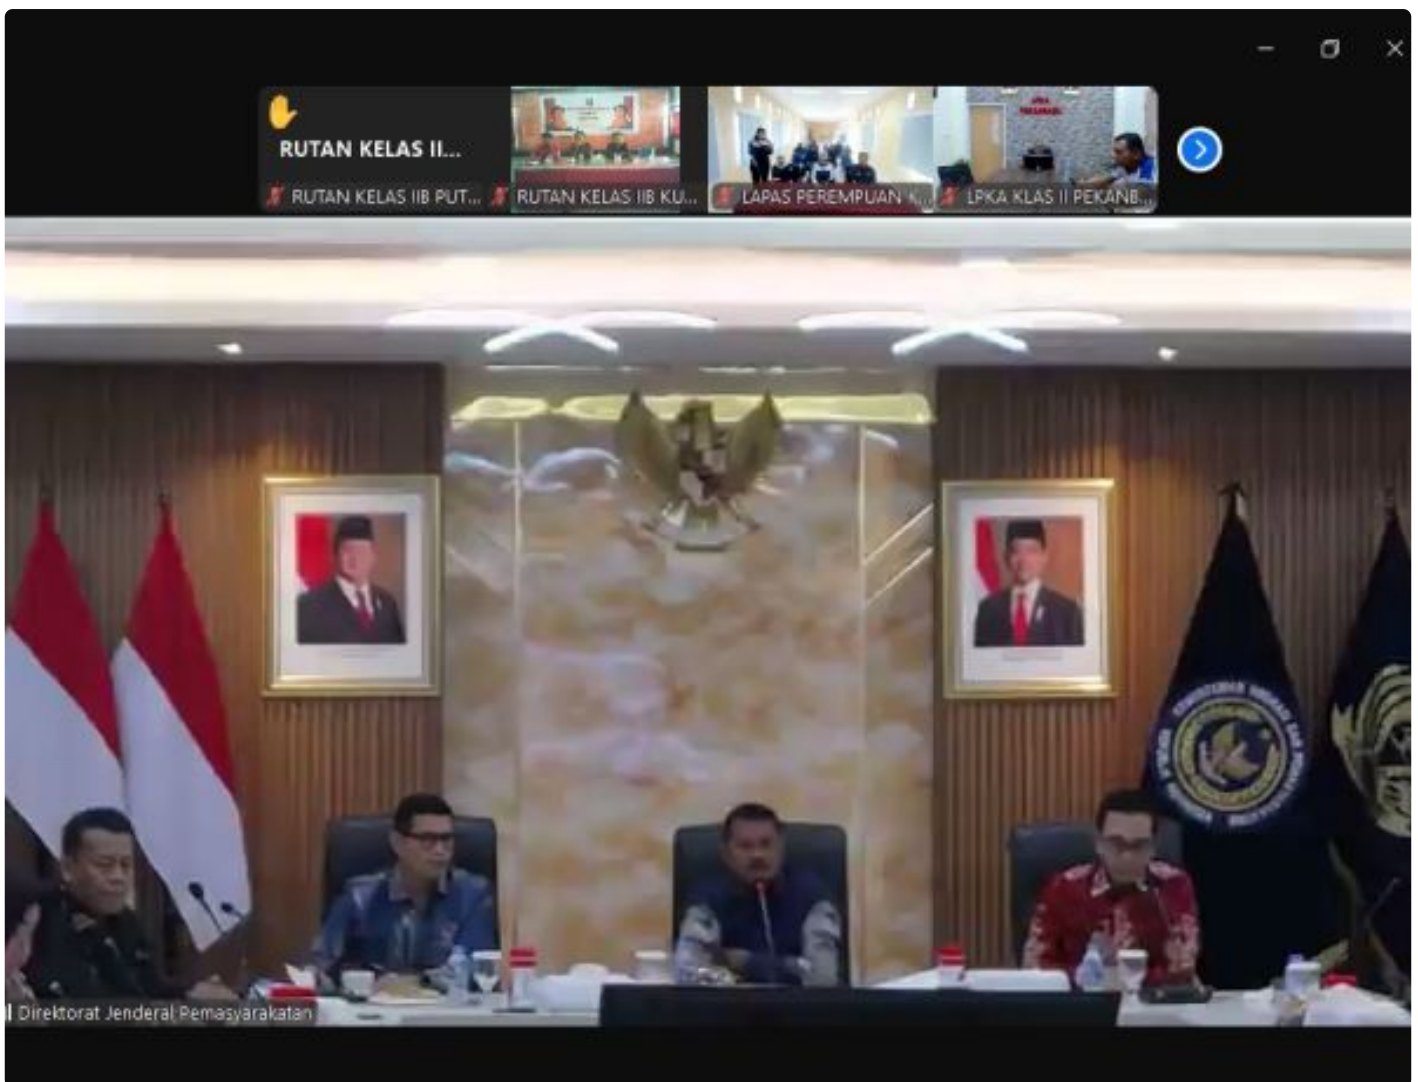 RUTAN KELAS II...
RUTAN KELAS IIB PUT...
RUTAN KELAS IIB KU...
LAPAS PEREMPUAN K...
LPKA KLAS II PEKANB...
Direktorat Jenderal Pemasyarakatan